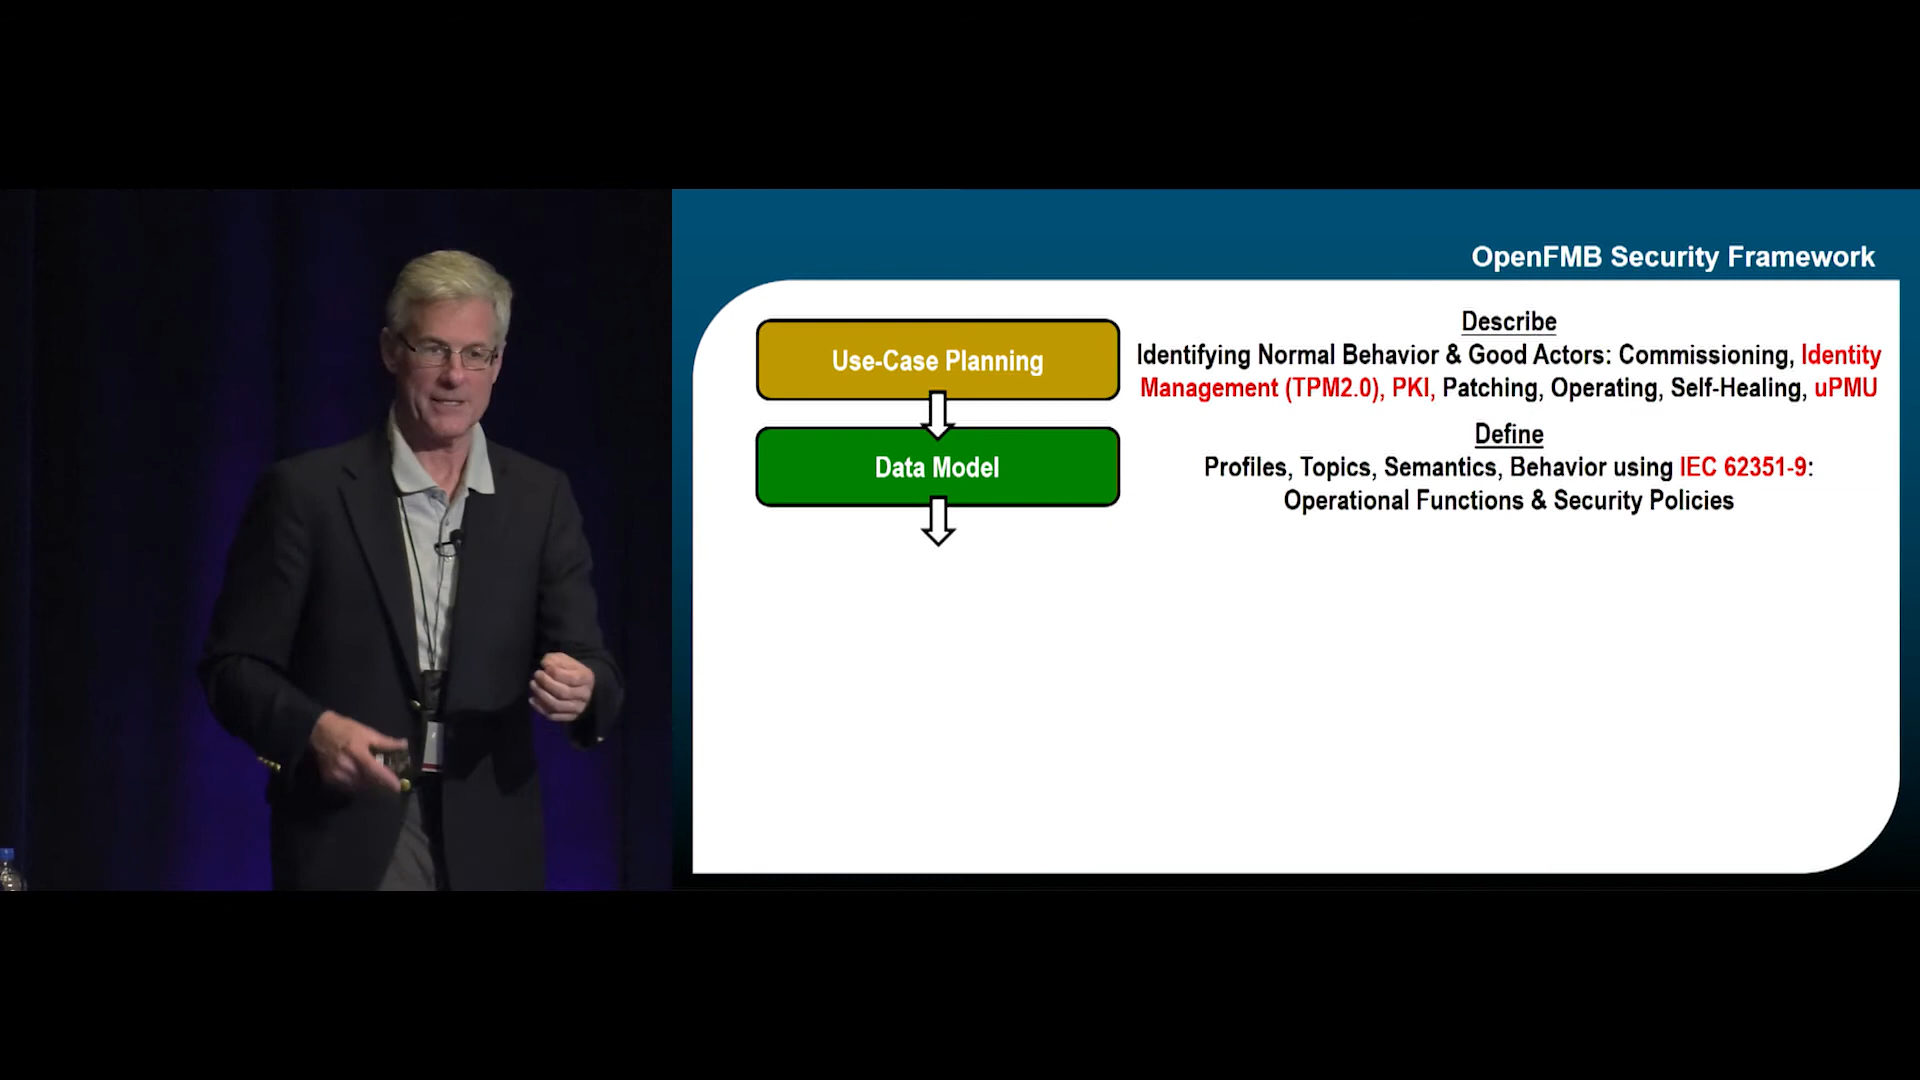 OpenFMB Security Framework
Use-Case Planning
Describe
Identifying Normal Behavior & Good Actors: Commissioning, Identity
Management (TPM2.0), PKI, Patching, Operating, Self-Healing, uPMU
Data Model
Define
Profiles, Topics, Semantics, Behavior using IEC 62351-9:
Operational Functions & Security Policies